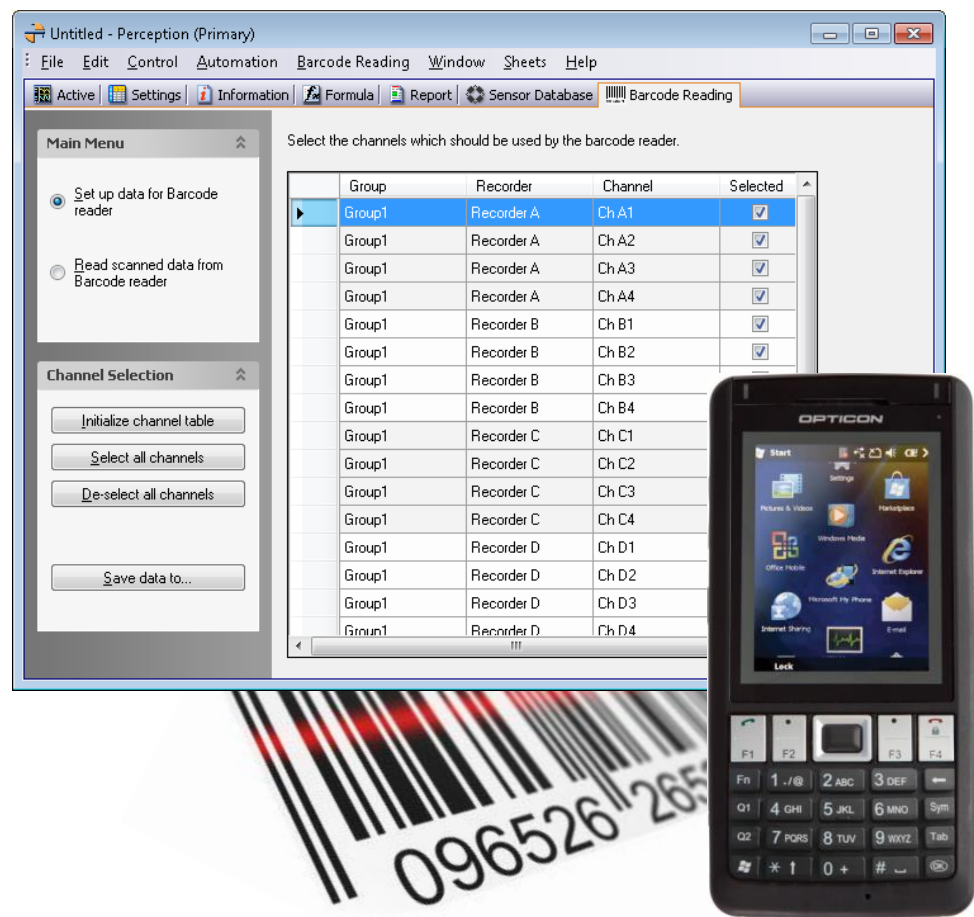 Untitled - Perception (Primary)
File Edit Control Automation Barcode Reading Window Sheets Help
Active Settings Information Formula Report Sensor Database Barcode Reading
Main Menu
Set up data for Barcode
reader
Read scanned data from
Barcode reader
Channel Selection
Initialize channel table
Select all channels
De-select all channels
Save data to...
Select the channels which should be used by the barcode reader.
Group Recorder Channel Selected
Group1 Recorder A Ch A1
Group1 Recorder A Ch A2
Group1 Recorder A Ch A3
Group1 Recorder A Ch A4
Group1 Recorder B Ch B1
Group1 Recorder B Ch B2
Group1 Recorder B Ch B3
Group1 Recorder B Ch B4
Group1 Recorder C Ch C1
Group1 Recorder C Ch C2
Group1 Recorder C Ch C3
Group1 Recorder C Ch C4
Group1 Recorder D Ch D1
Group1 Recorder D Ch D2
Group1 Recorder D Ch D3
Group1 Recorder D Ch D4
OPTICON
Start
Settings
Pictures & Videos
Marketplace
Windows Media
Office Mobile
Internet Explorer
Microsoft My Phone
Internet Sharing
E-mail
Lock
F1 F2 F3 F4
Fn 1 ./@ 2 ABC 3 DEF
Q1 4 GHI 5 JKL 6 MNO Sym
Q2 7 PQRS 8 TUV 9 WXYZ Tab
* 0 + # OK
096526 265